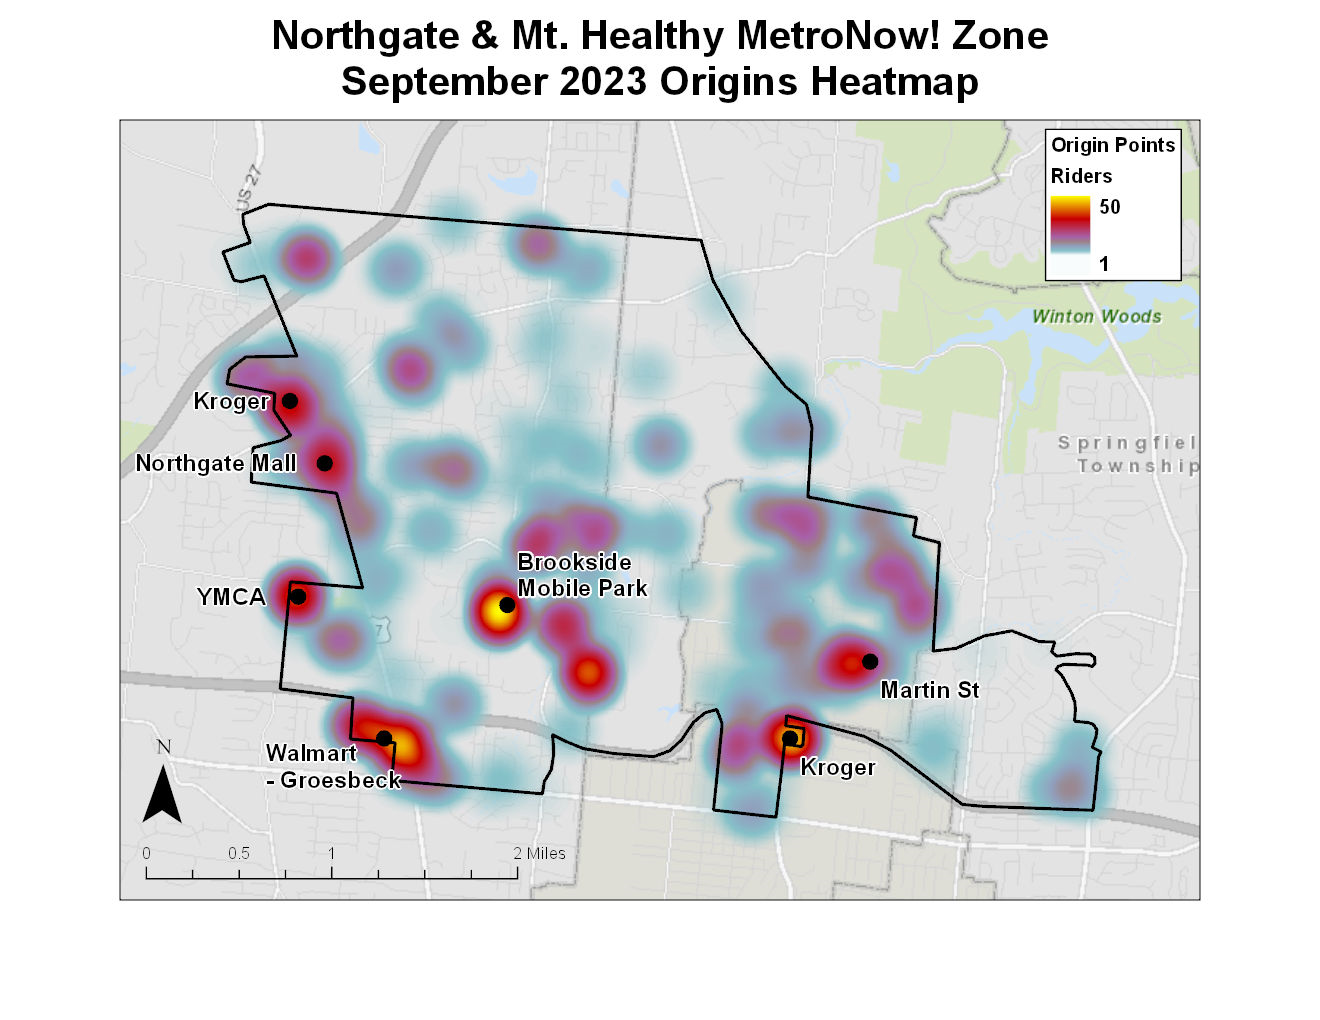 Northgate & Mt. Healthy MetroNow! Zone
September 2023 Origins Heatmap
Origin Points
Riders
50
1
US-27
Winton Woods
Kroger
Springfiel
Township
Northgate Mall
Brookside
Mobile Park
YMCA
7
Martin St
N
Walmart
- Groesbeck
Kroger
0 0.5 1 2 Miles